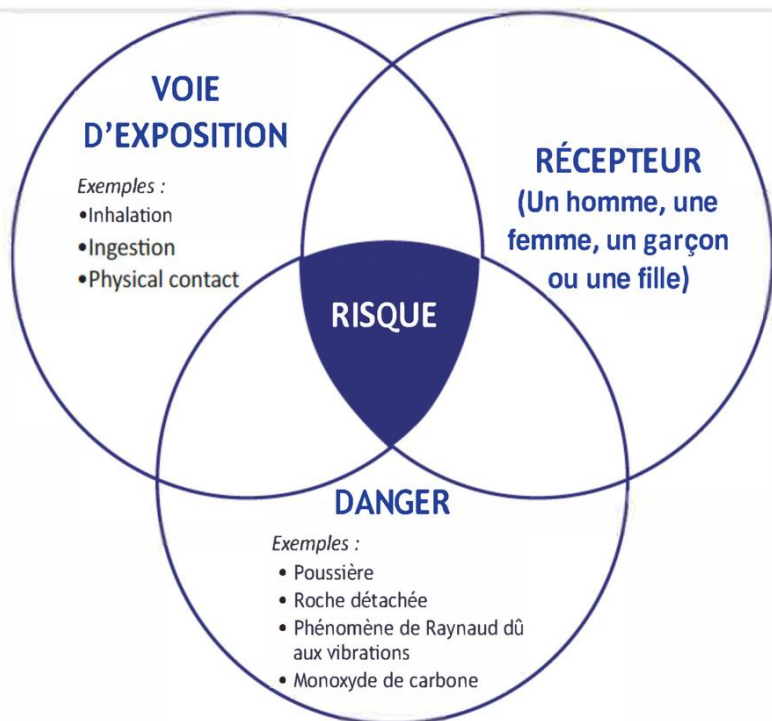 VOIE
D'EXPOSITION
Exemples :
•Inhalation
•Ingestion
•Physical contact
RÉCEPTEUR
(Un homme, une
femme, un garçon
ou une fille)
RISQUE
DANGER
Exemples :
• Poussière
• Roche détachée
• Phénomène de Raynaud dû
aux vibrations
• Monoxyde de carbone